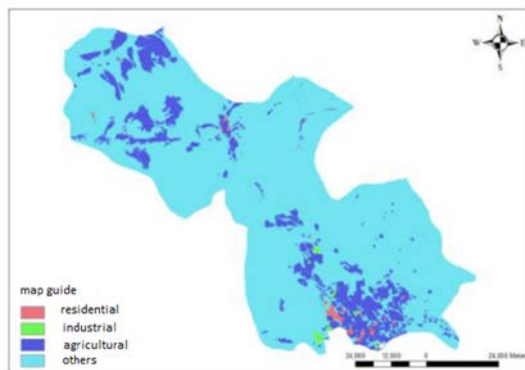 N
W E
S
map guide
residential
industrial
agricultural
others
24,000 12,000 0 24,000 Meters